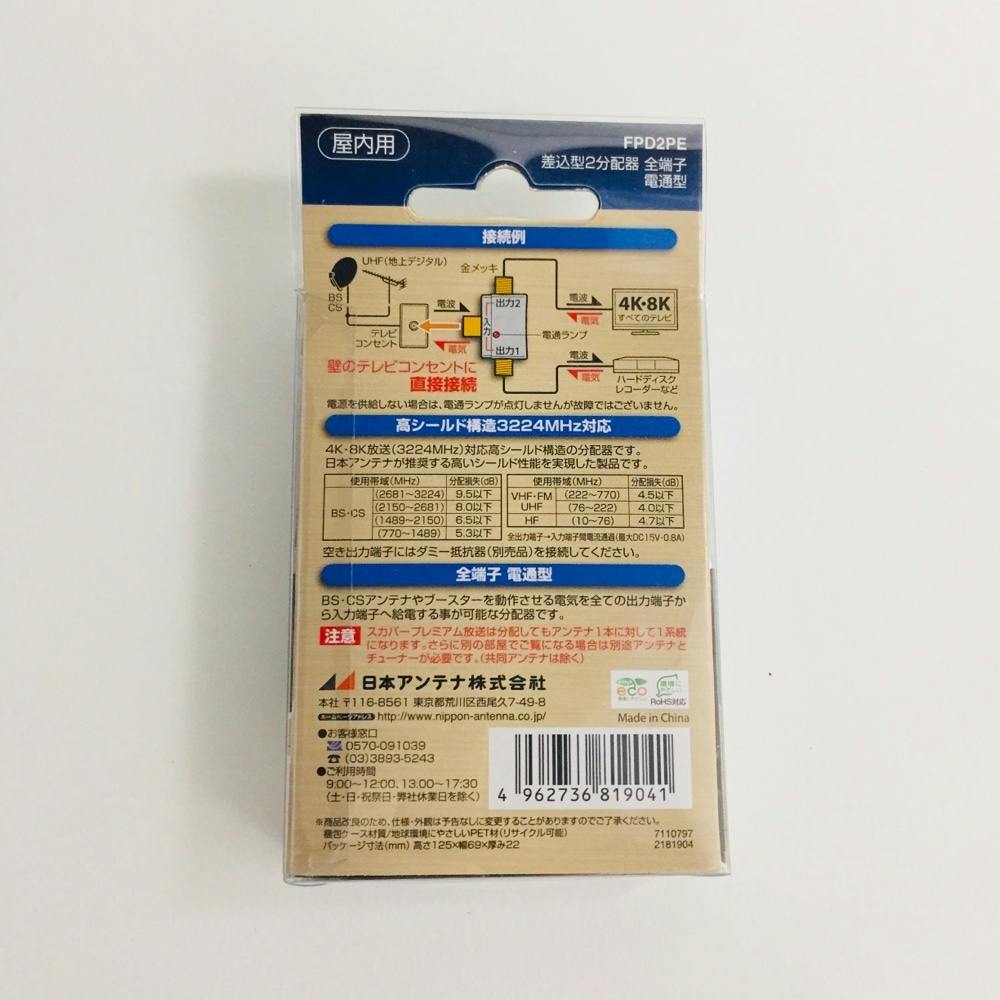 屋内用
FPD2PE
差込型2分配器 全端子
電通型
接続例
UHF(地上デジタル)
BS
CS
テレビ
コンセント
金メッキ
電波
電気
出力2
入力
出力1
電通ランプ
電波
電気
4K・8K
すべてのテレビ
電波
電気
ハードディスク
レコーダーなど
壁のテレビコンセントに
直接接続
電源を供給しない場合は、電通ランプが点灯しませんが故障ではございません。
高シールド構造3224MHz対応
4K・8K放送(3224MHz)対応高シールド構造の分配器です。
日本アンテナが推奨する高いシールド性能を実現した製品です。
使用帯域(MHz) 分配損失(dB)
BS・CS
(2681～3224) 9.5以下
(2150～2681) 8.0以下
(1489～2150) 6.5以下
(770～1489) 5.3以下
使用帯域(MHz) 分配損失(dB)
VHF・FM (222～770) 4.5以下
UHF (76～222) 4.0以下
HF (10～76) 4.7以下
全出力端子→入力端子間電流通過(最大DC15V・0.8A)
空き出力端子にはダミー抵抗器(別売品)を接続してください。
全端子 電通型
BS・CSアンテナやブースターを動作させる電気を全ての出力端子か
ら入力端子へ給電する事が可能な分配器です。
注意 スカパープレミアム放送は分配してもアンテナ1本に対して1系統
になります。さらに別の部屋でご覧になる場合は別途アンテナと
チューナーが必要です。(共同アンテナは除く)
日本アンテナ株式会社
本社 〒116-8561 東京都荒川区西尾久7-49-8
ホームページアドレス http://www.nippon-antenna.co.jp/
eco
環境に
やさしい
RoHS対応
Made in China
●お客様窓口
0570-091039
(03)3893-5243
●ご利用時間
9:00～12:00、13:00～17:30
(土・日・祝祭日・弊社休業日を除く)
4 962736 819041
※商品改良のため、仕様・外観は予告なしに変更することがありますのでご了承ください。
梱包ケース材質/地球環境にやさしいPET材(リサイクル可能)
パッケージ寸法(mm) 高さ125×幅69×厚み22
7110797
2181904